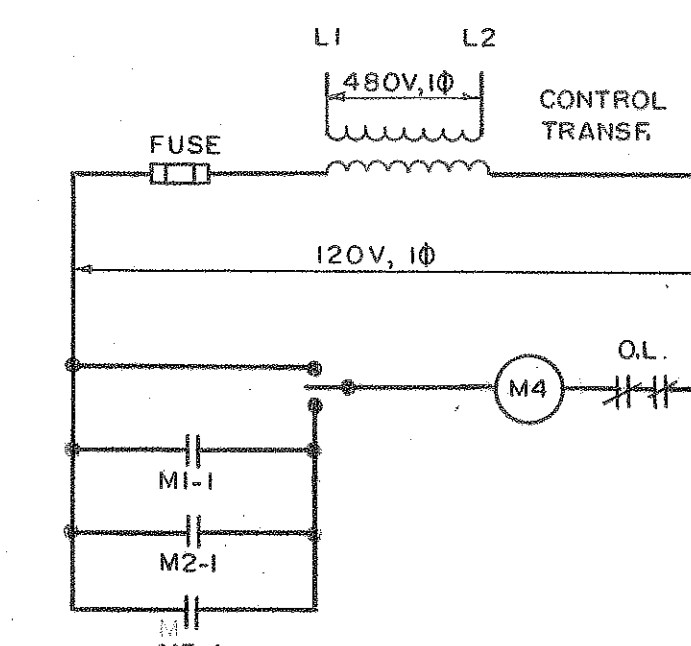 L1 L2
480V, 1Φ
CONTROL
TRANSF.
FUSE
120V, 1Φ
O.L.
M4
M1-1
M2-1
M